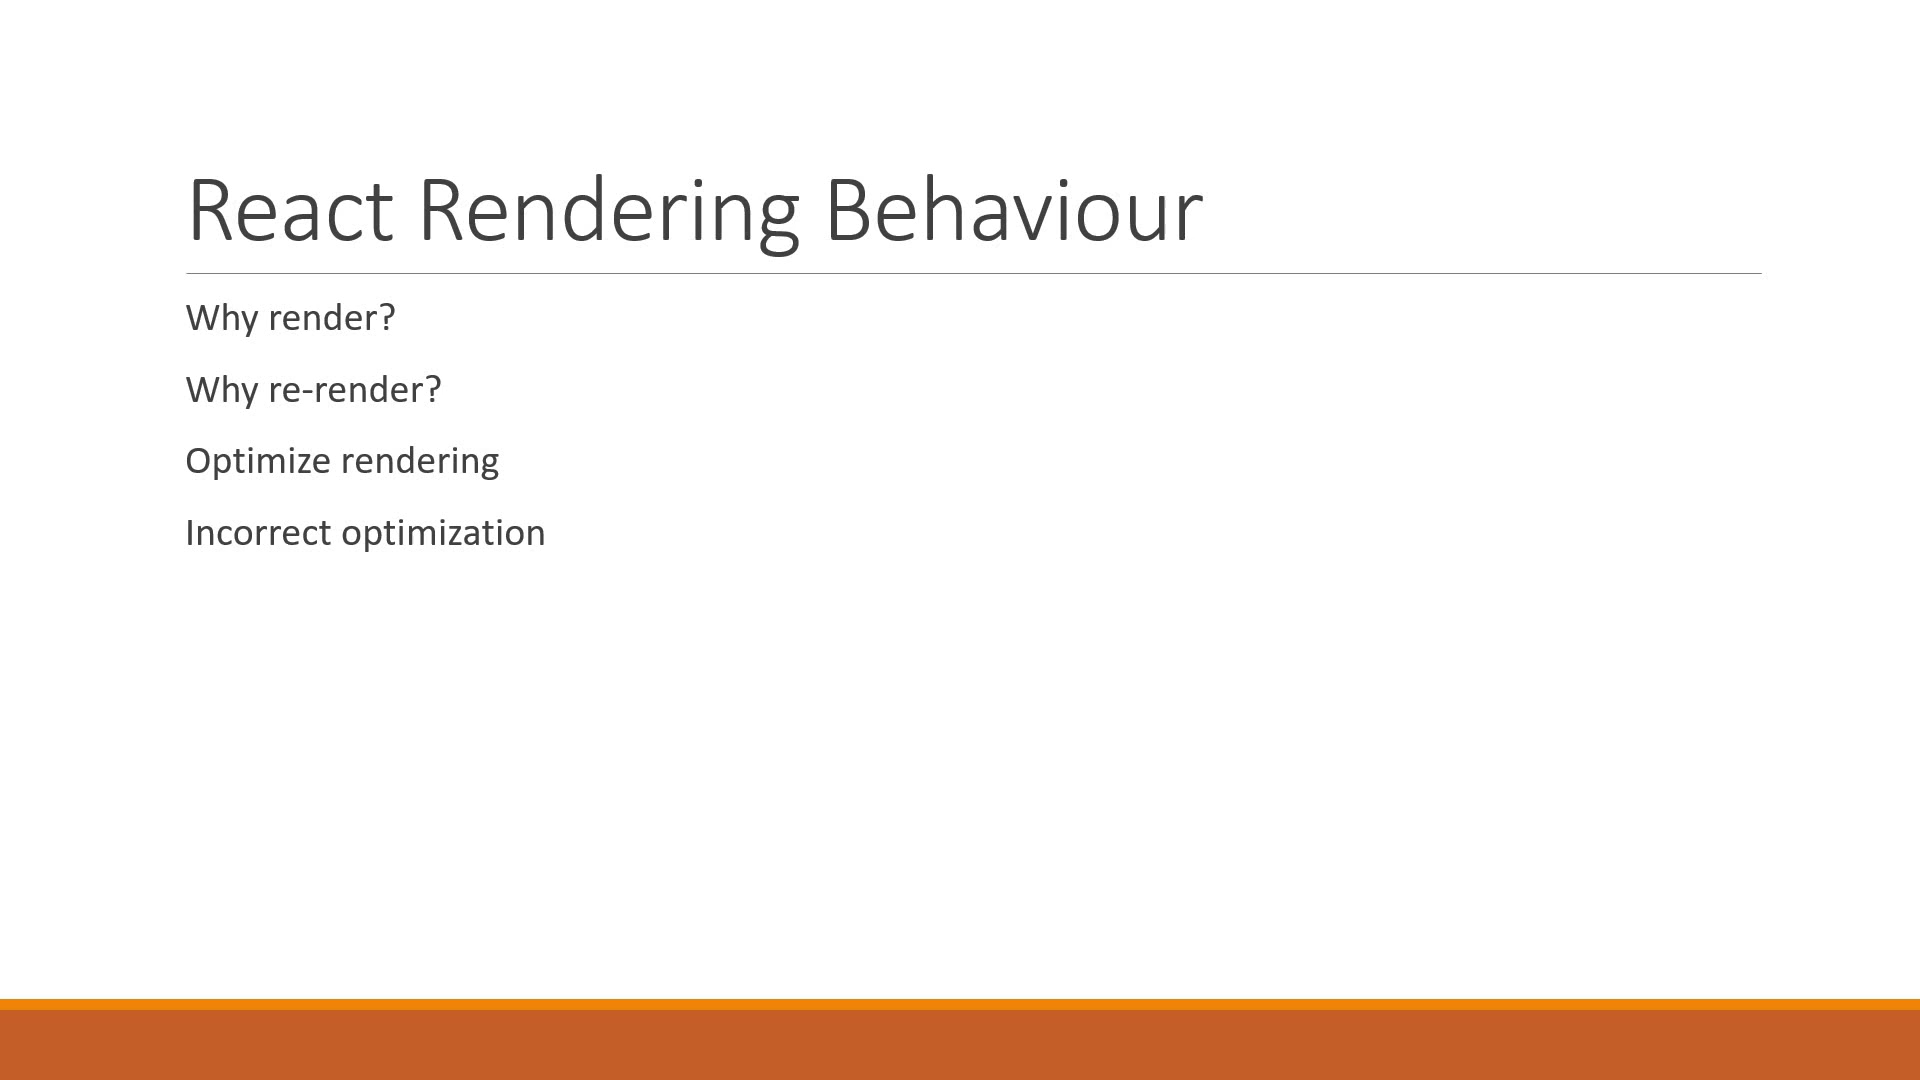 React Rendering Behaviour
Why render?
Why re-render?
Optimize rendering
Incorrect optimization